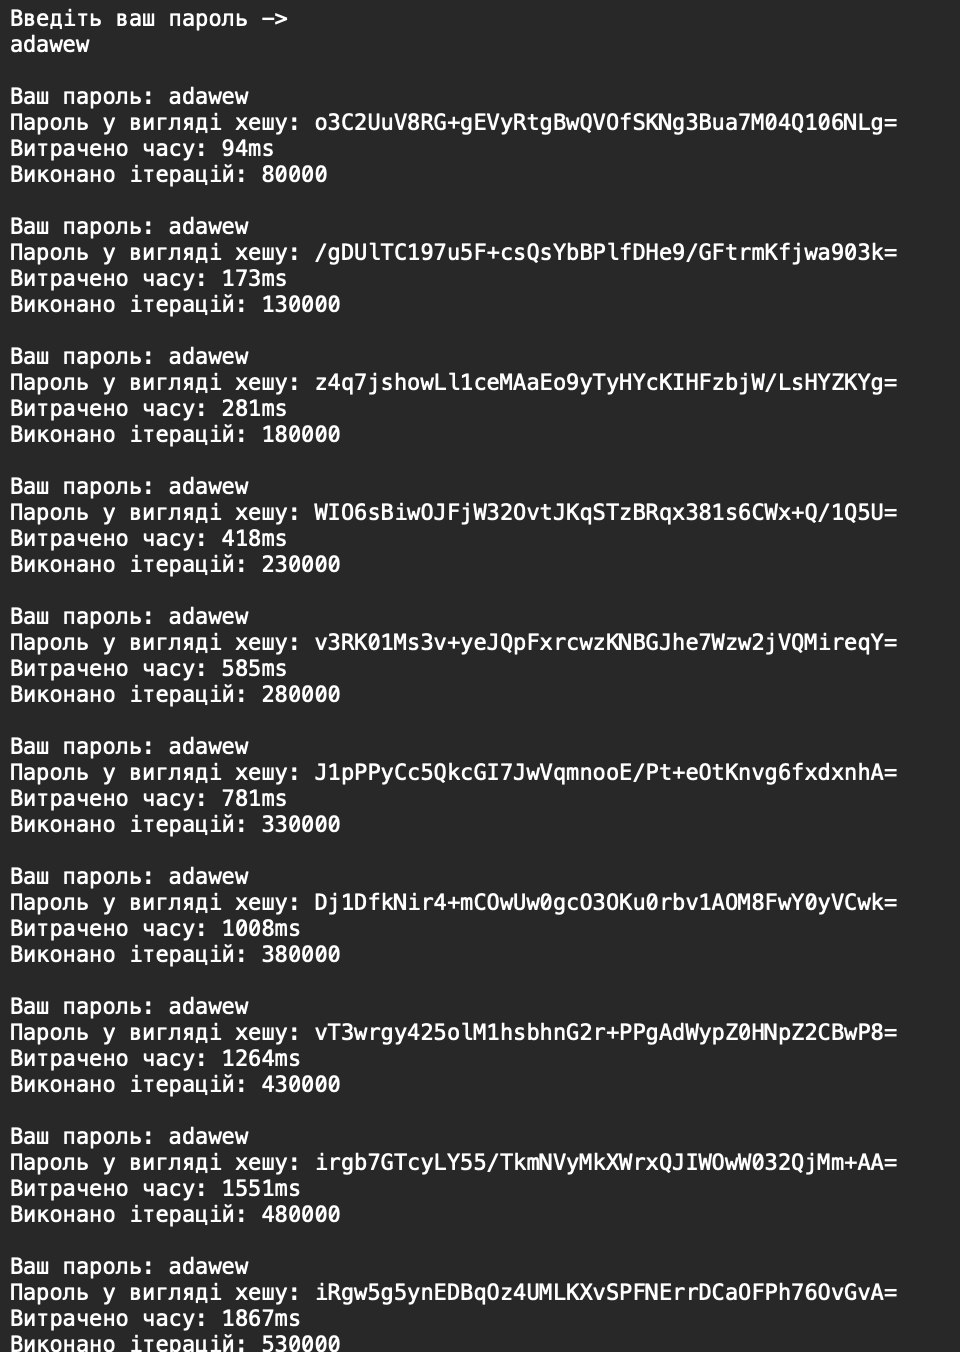 Введіть ваш пароль —>
adawew
Ваш пароль: adawew
Пароль у вигляді хешу: o3C2UuV8RG+gEVyRtgBwQVOfSKNg3Bua7M04Q106NLg=
Витрачено часу: 94ms
Виконано ітерацій: 80000
Ваш пароль: adawew
Пароль у вигляді хешу: /gDUlTC197u5F+csQsYbBPlfDHe9/GFtrmKfjwa903k=
Витрачено часу: 173ms
Виконано ітерацій: 130000
Ваш пароль: adawew
Пароль у вигляді хешу: z4q7jshowLl1ceMAaEo9yTyHYcKIHFzbjW/LsHYZKYg=
Витрачено часу: 281ms
Виконано ітерацій: 180000
Ваш пароль: adawew
Пароль у вигляді хешу: WIO6sBiwOJFjW32OvtJKqSTzBRqx381s6CWx+Q/1Q5U=
Витрачено часу: 418ms
Виконано ітерацій: 230000
Ваш пароль: adawew
Пароль у вигляді хешу: v3RK01Ms3v+yeJQpFxrcwzKNBGJhe7Wzw2jVQMireqY=
Витрачено часу: 585ms
Виконано ітерацій: 280000
Ваш пароль: adawew
Пароль у вигляді хешу: J1pPPyCc5QkcGI7JwVqmnooE/Pt+eOtKnvg6fxdxnhA=
Витрачено часу: 781ms
Виконано ітерацій: 330000
Ваш пароль: adawew
Пароль у вигляді хешу: Dj1DfkNir4+mCOwUw0gcO3OKu0rbv1AOM8FwY0yVCwk=
Витрачено часу: 1008ms
Виконано ітерацій: 380000
Ваш пароль: adawew
Пароль у вигляді хешу: vT3wrgy425olM1hsbhnG2r+PPgAdWypZ0HNpZ2CBwP8=
Витрачено часу: 1264ms
Виконано ітерацій: 430000
Ваш пароль: adawew
Пароль у вигляді хешу: irgb7GTcyLY55/TkmNVyMkXWrxQJIWOwW032QjMm+AA=
Витрачено часу: 1551ms
Виконано ітерацій: 480000
Ваш пароль: adawew
Пароль у вигляді хешу: iRgw5g5ynEDBqOz4UMLKXvSPFNErrDCaOFPh76OvGvA=
Витрачено часу: 1867ms
Виконано ітерацій: 530000